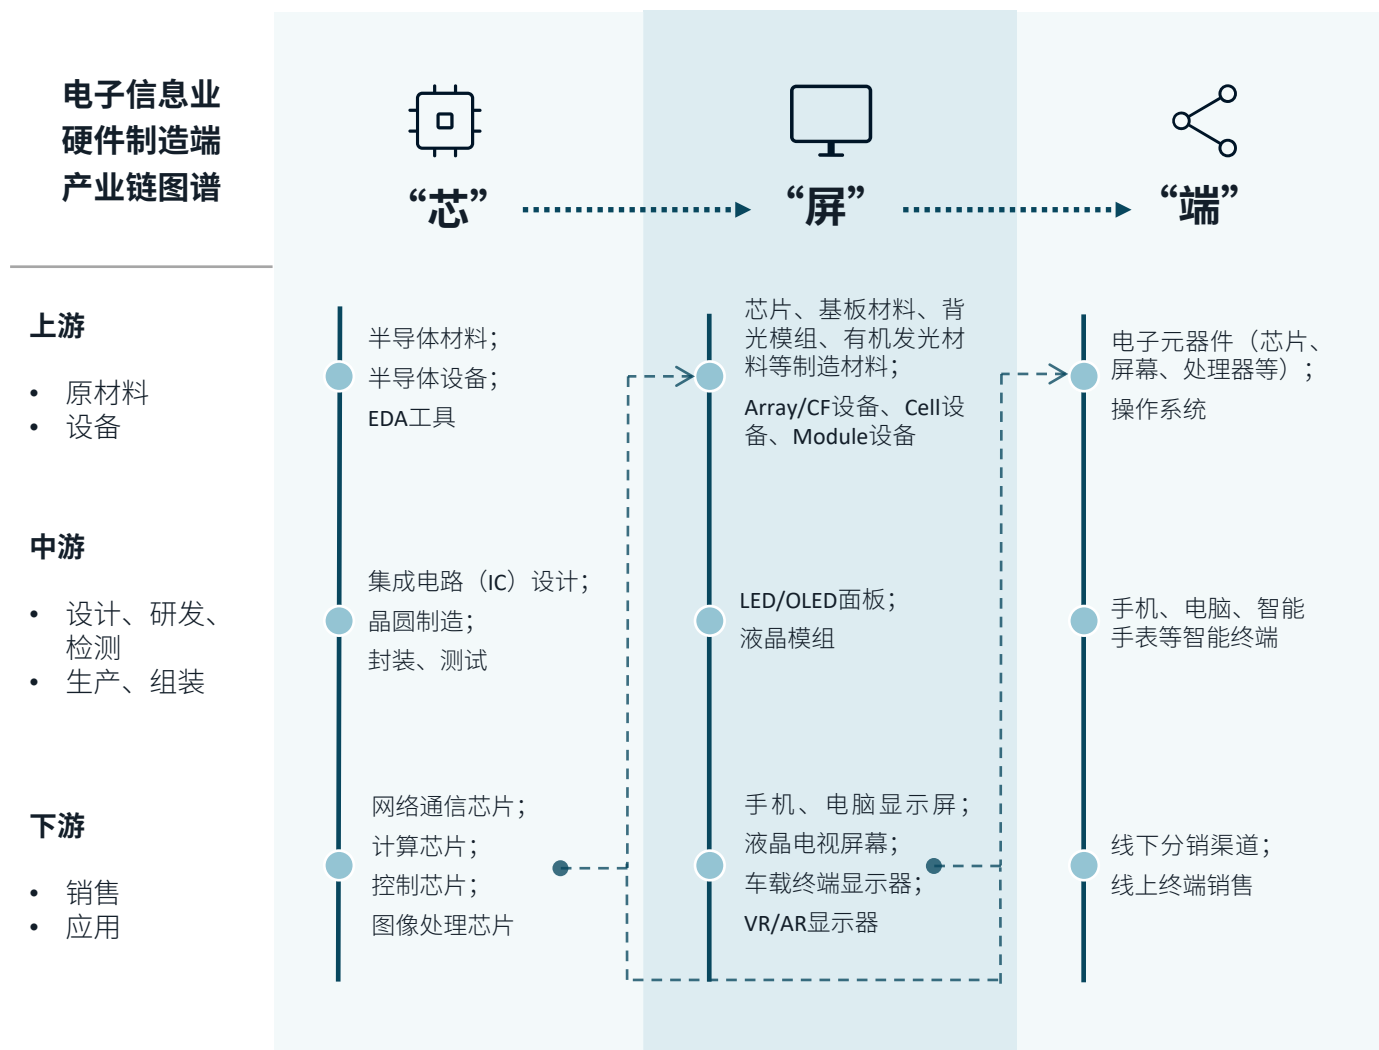 电子信息业
硬件制造端
产业链图谱
“芯”
“屏”
“端”
上游
• 原材料
• 设备
半导体材料；
半导体设备；
EDA工具
芯片、基板材料、背
光模组、有机发光材
料等制造材料；
Array/CF设备、Cell设
备、Module设备
电子元器件（芯片、
屏幕、处理器等）；
操作系统
中游
• 设计、研发、
检测
• 生产、组装
集成电路（IC）设计；
晶圆制造；
封装、测试
LED/OLED面板；
液晶模组
手机、电脑、智能
手表等智能终端
下游
• 销售
• 应用
网络通信芯片；
计算芯片；
控制芯片；
图像处理芯片
手机、电脑显示屏；
液晶电视屏幕；
车载终端显示器；
VR/AR显示器
线下分销渠道；
线上终端销售